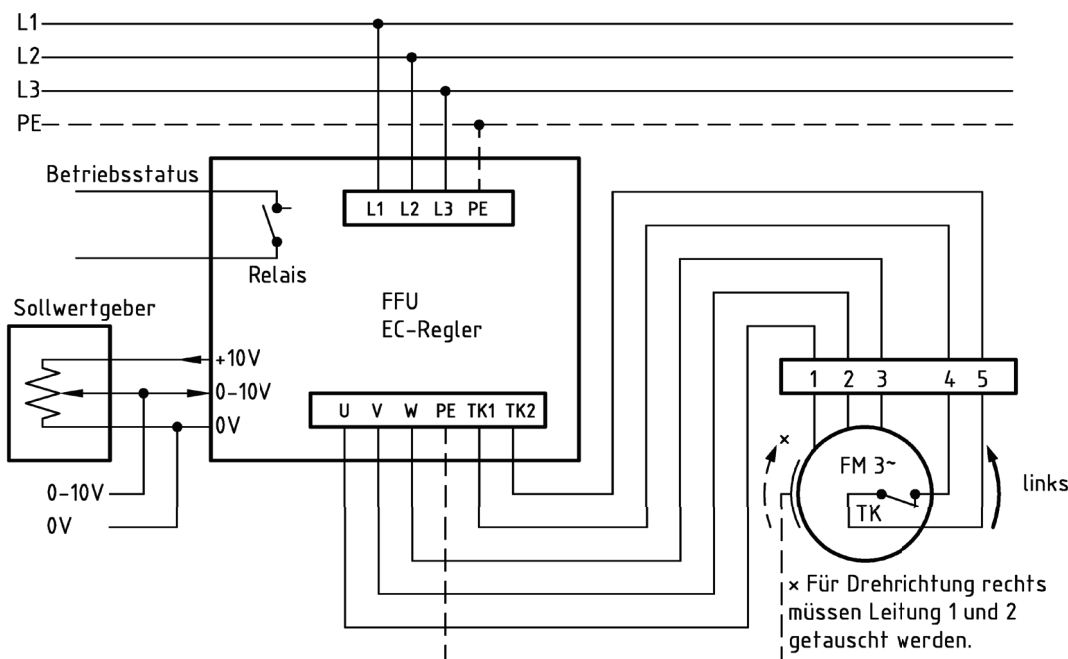 L1
L2
L3
PE
Betriebsstatus
L1 L2 L3 PE
Relais
FFU
EC-Regler
Sollwertgeber
+10V
0-10V
0V
U V W PE TK1 TK2
0-10V
0V
1 2 3 4 5
×
FM 3~
TK
links
× Für Drehrichtung rechts
müssen Leitung 1 und 2
getauscht werden.